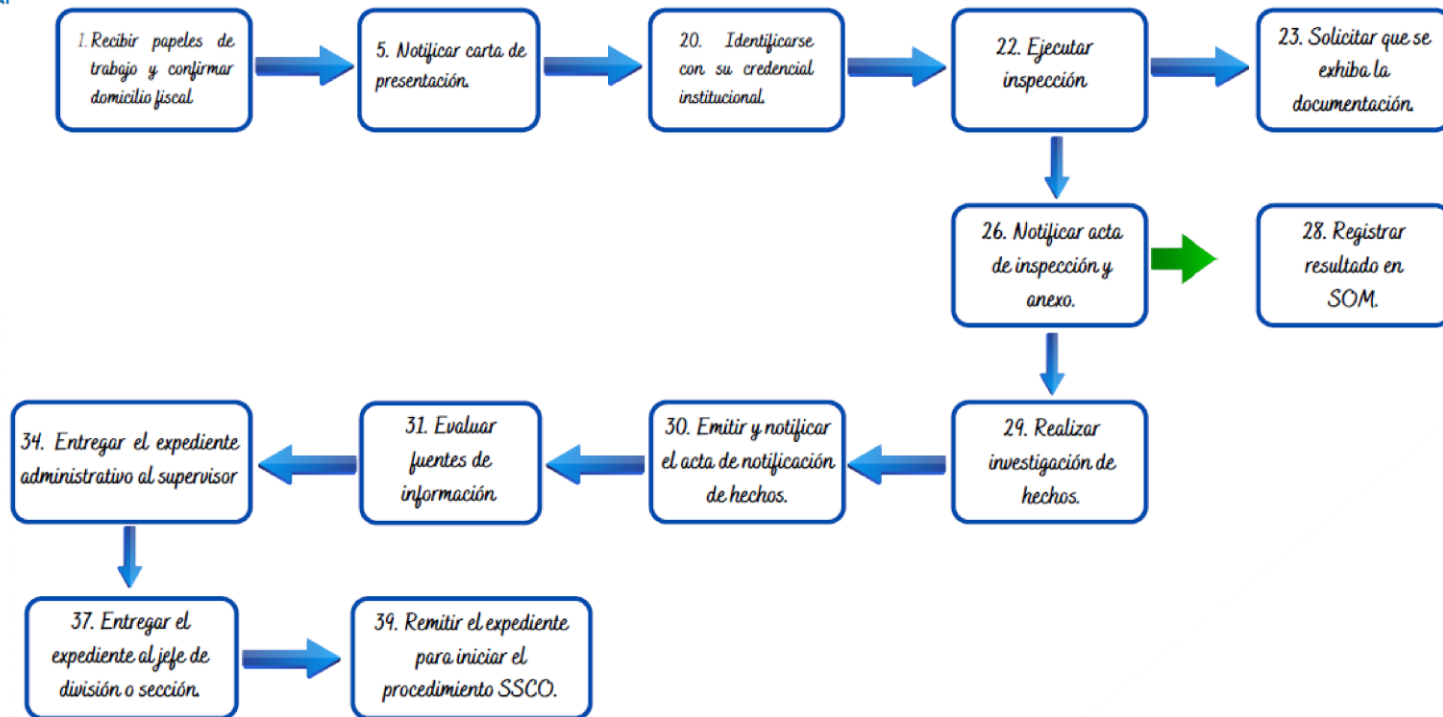 1. Recibir papeles de
trabajo y confirmar
domicilio fiscal
5. Notificar carta de
presentación.
20. Identificarse
con su credencial
institucional.
22. Ejecutar
inspección
23. Solicitar que se
exhiba la
documentación.
26. Notificar acta
de inspección y
anexo.
28. Registrar
resultado en
SOM.
34. Entregar el expediente
administrativo al supervisor
31. Evaluar
fuentes de
información
30. Emitir y notificar
el acta de notificación
de hechos.
29. Realizar
investigación de
hechos.
37. Entregar el
expediente al jefe de
división o sección.
39. Remitir el expediente
para iniciar el
procedimiento SSCO.